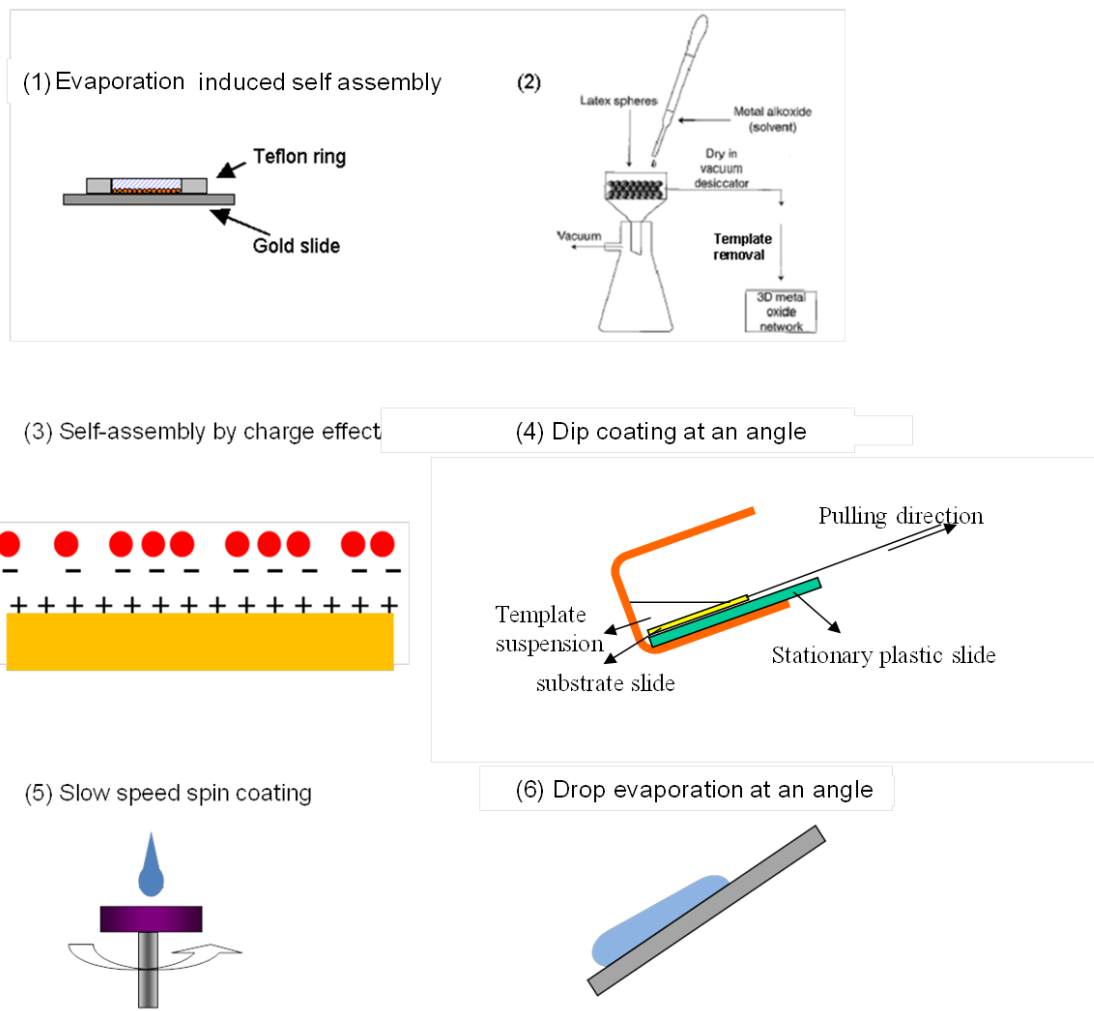 (1) Evaporation induced self assembly
Teflon ring
Gold slide
(2)
Latex spheres
Metal alkoxide
(solvent)
Dry in
vacuum
desiccator
Vacuum
Template
removal
3D metal
oxide
network
(3) Self-assembly by charge effect
(4) Dip coating at an angle
Pulling direction
Template
suspension
substrate slide
Stationary plastic slide
(5) Slow speed spin coating
(6) Drop evaporation at an angle